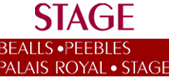 STAGE
BEALLS • PEEBLES
PALAIS ROYAL • STAGE